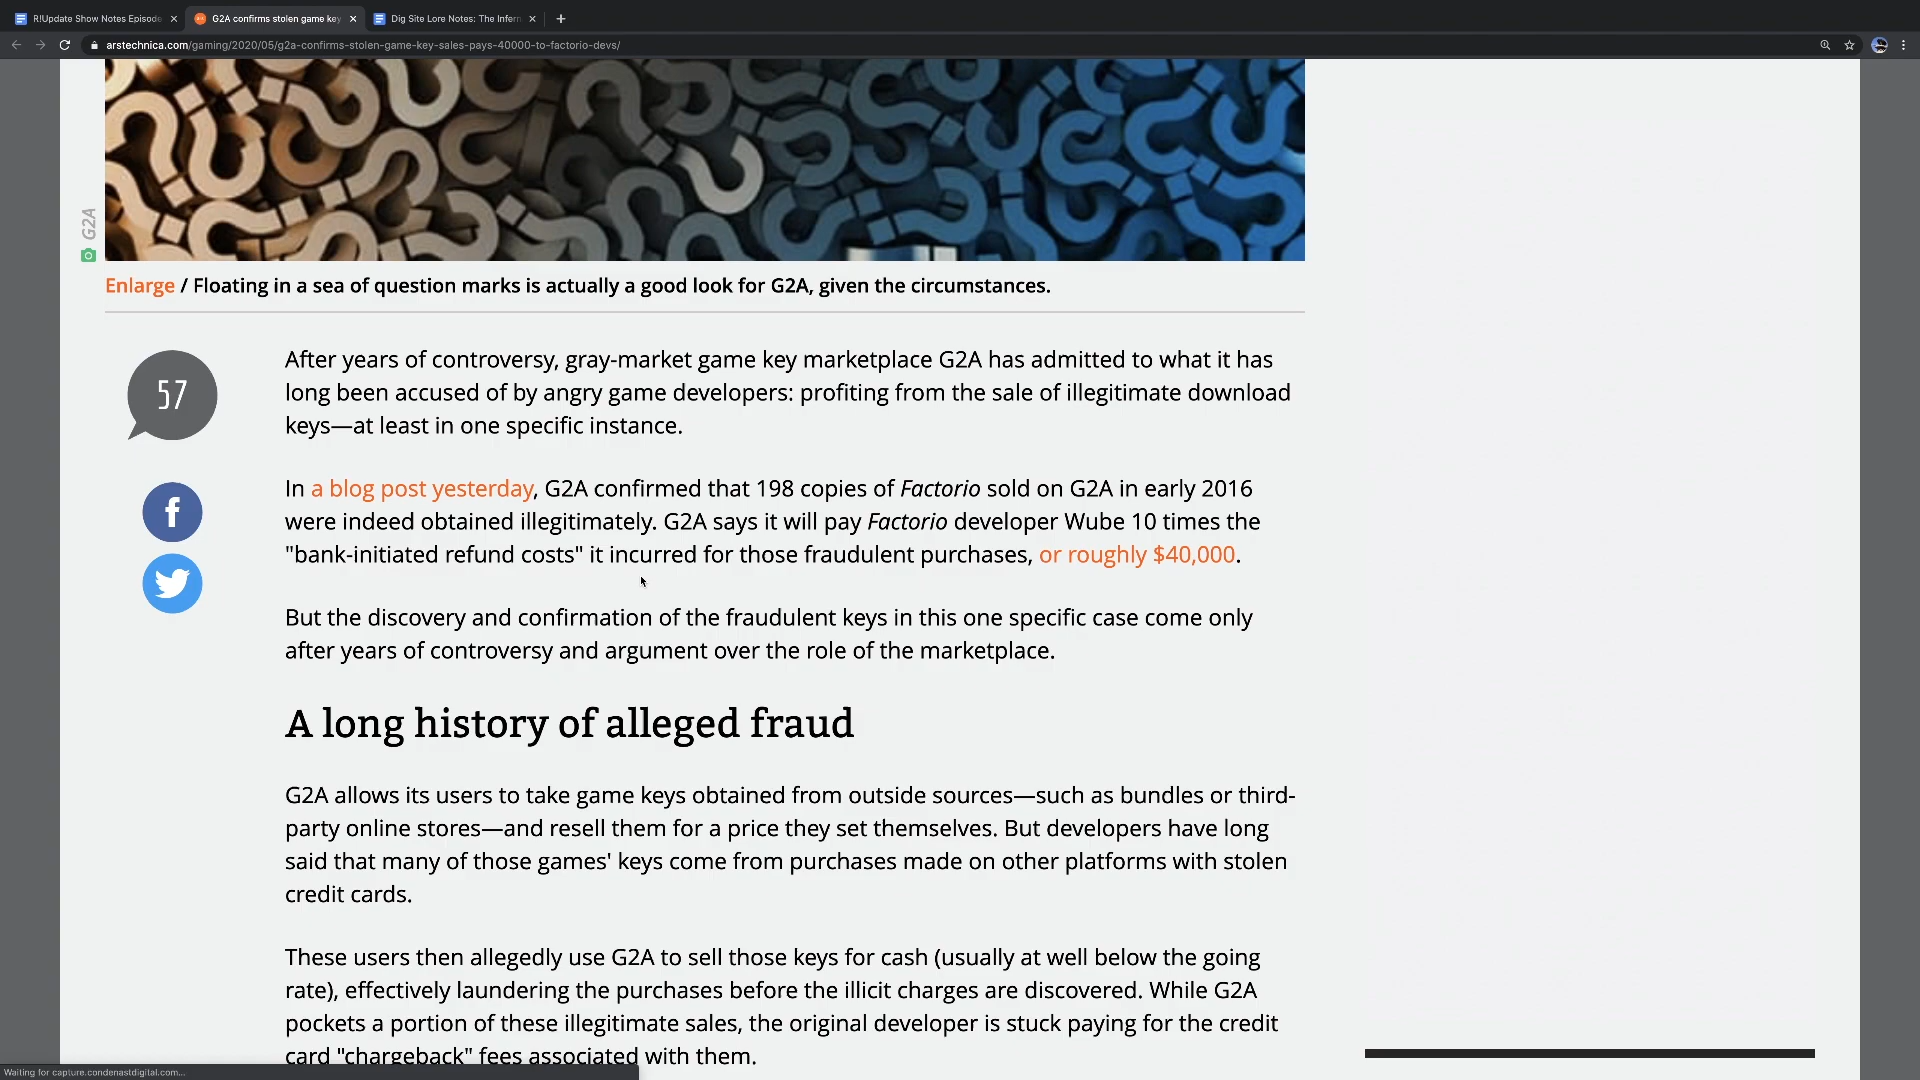 R!Update Show Notes Episode
G2A confirms stolen game key
Dig Site Lore Notes: The Infern
arstechnica.com/gaming/2020/05/g2a-confirms-stolen-game-key-sales-pays-40000-to-factorio-devs/
G2A
Enlarge / Floating in a sea of question marks is actually a good look for G2A, given the circumstances.
57
After years of controversy, gray-market game key marketplace G2A has admitted to what it has
long been accused of by angry game developers: profiting from the sale of illegitimate download
keys—at least in one specific instance.
In a blog post yesterday, G2A confirmed that 198 copies of Factorio sold on G2A in early 2016
were indeed obtained illegitimately. G2A says it will pay Factorio developer Wube 10 times the
"bank-initiated refund costs" it incurred for those fraudulent purchases, or roughly $40,000.
But the discovery and confirmation of the fraudulent keys in this one specific case come only
after years of controversy and argument over the role of the marketplace.
A long history of alleged fraud
G2A allows its users to take game keys obtained from outside sources—such as bundles or third-
party online stores—and resell them for a price they set themselves. But developers have long
said that many of those games' keys come from purchases made on other platforms with stolen
credit cards.
These users then allegedly use G2A to sell those keys for cash (usually at well below the going
rate), effectively laundering the purchases before the illicit charges are discovered. While G2A
pockets a portion of these illegitimate sales, the original developer is stuck paying for the credit
card "chargeback" fees associated with them.
Waiting for capture.condenastdigital.com...